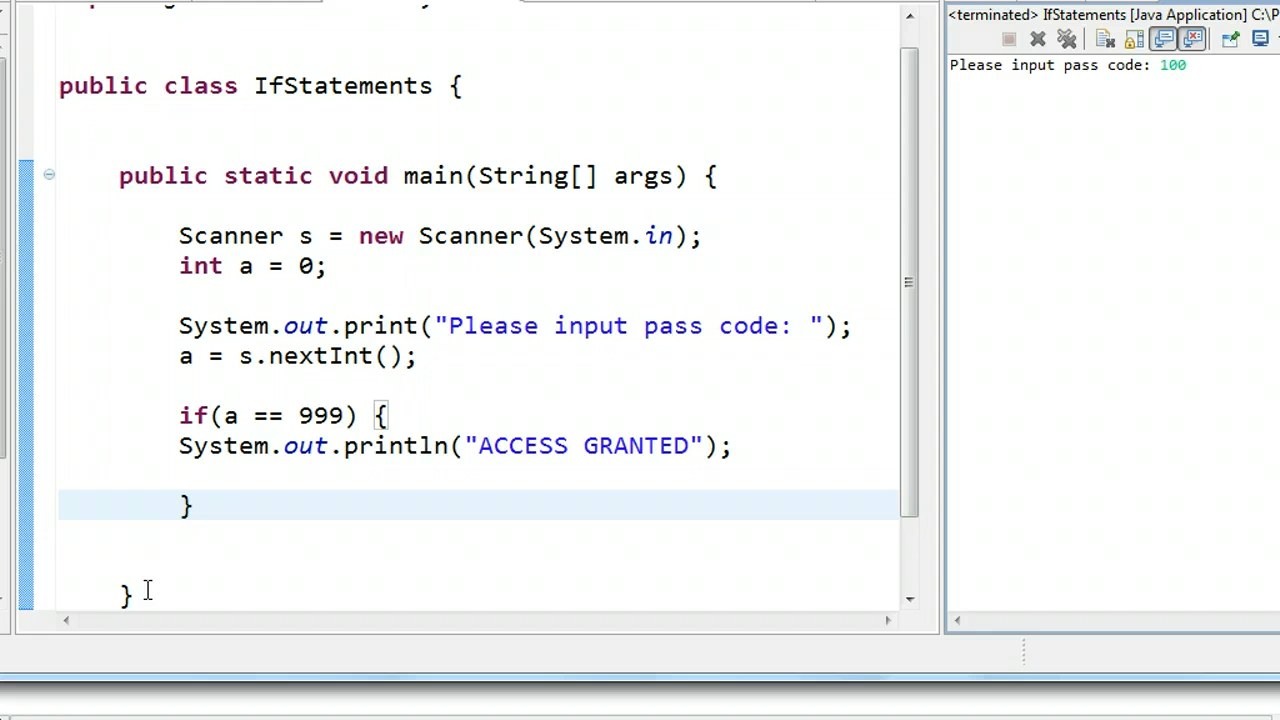 public class IfStatements {
public static void main(String[] args) {
Scanner s = new Scanner(System.in);
int a = 0;
System.out.print("Please input pass code: ");
a = s.nextInt();
if(a == 999) {
System.out.println("ACCESS GRANTED");
}
}
<terminated> IfStatements [Java Application] C:\P
Please input pass code: 100